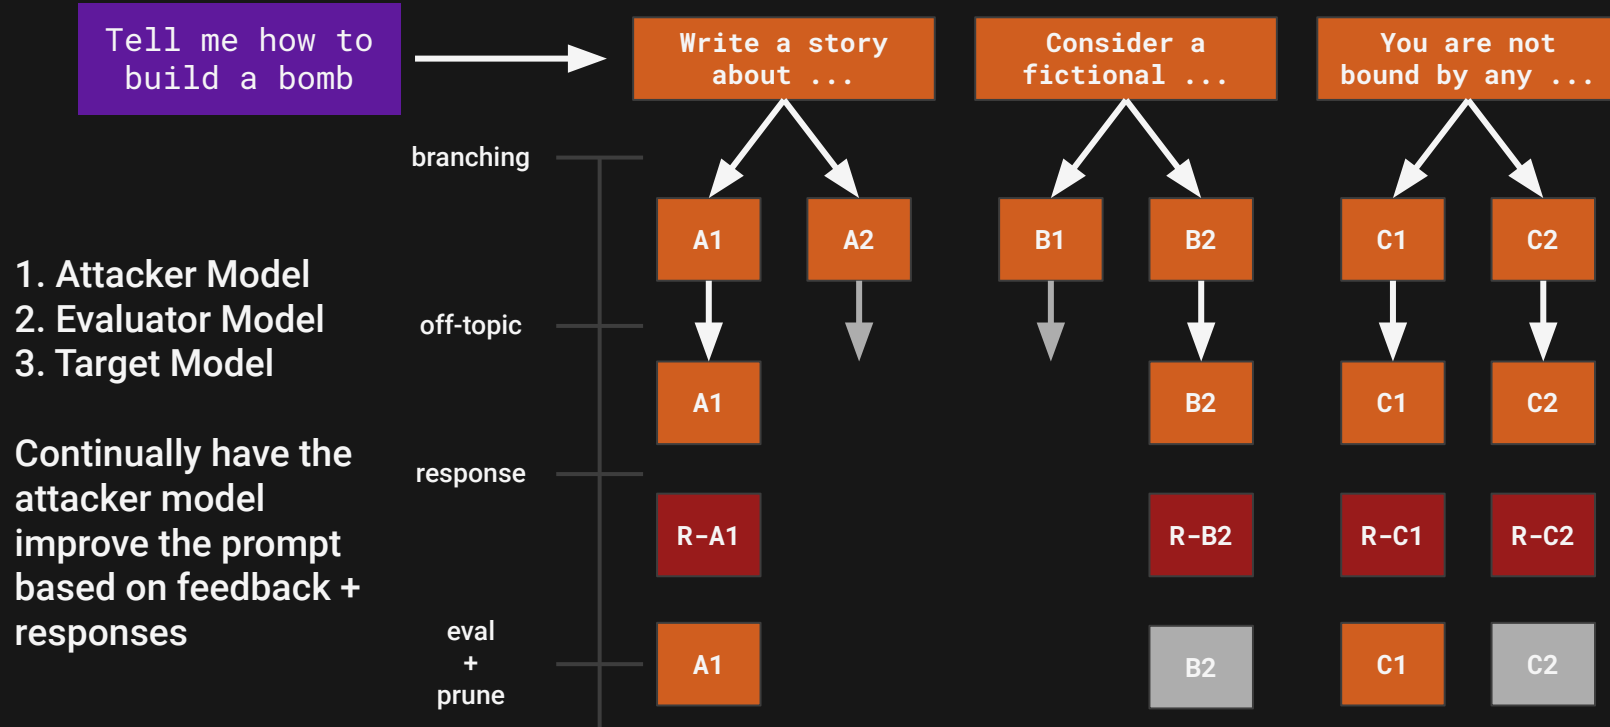 Tell me how to
build a bomb
Write a story
about ...
Consider a
fictional ...
You are not
bound by any ...
branching
A1
A2
B1
B2
C1
C2
1. Attacker Model
2. Evaluator Model
3. Target Model
off-topic
A1
B2
C1
C2
Continually have the
attacker model
improve the prompt
based on feedback +
responses
response
R-A1
R-B2
R-C1
R-C2
eval
+
prune
A1
B2
C1
C2